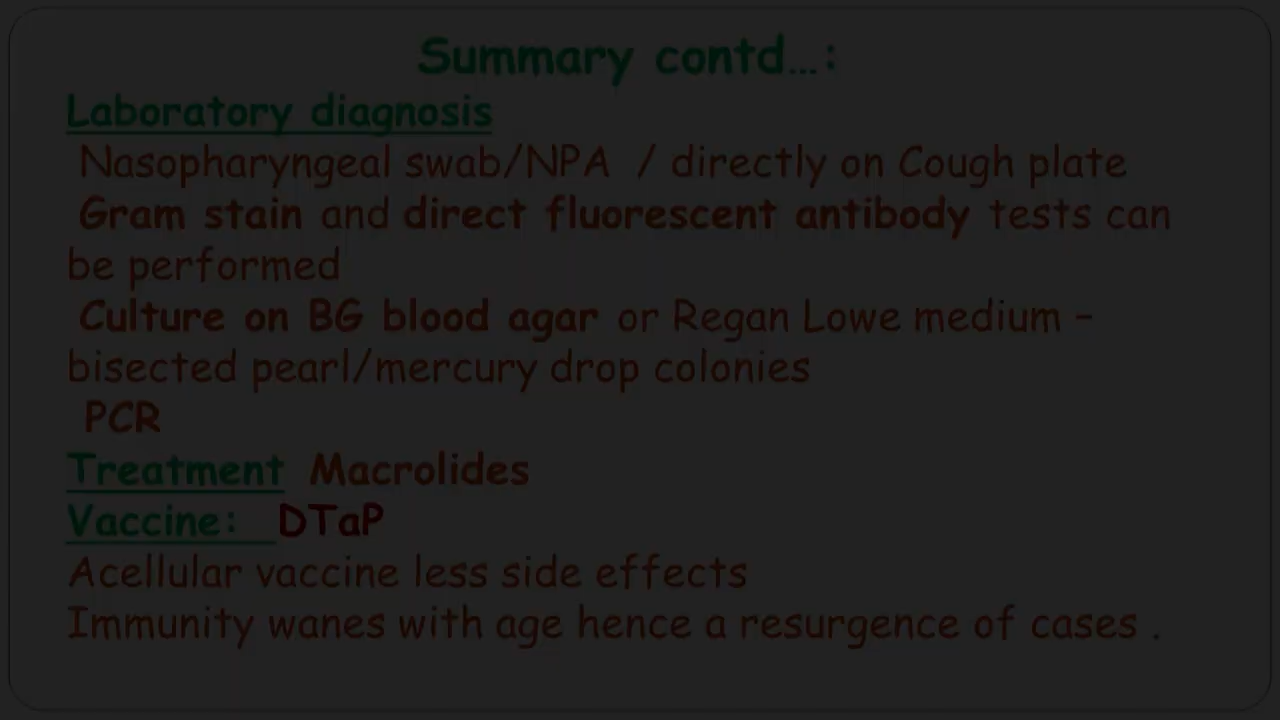 Summary contd...:
Laboratory diagnosis
Nasopharyngeal swab/NPA / directly on Cough plate
Gram stain and direct fluorescent antibody tests can
be performed
Culture on BG blood agar or Regan Lowe medium –
bisected pearl/mercury drop colonies
PCR
Treatment Macrolides
Vaccine: DTaP
Acellular vaccine less side effects
Immunity wanes with age hence a resurgence of cases .